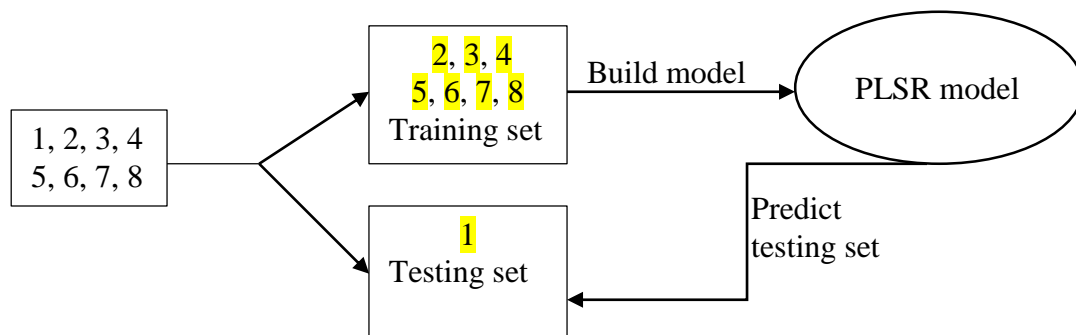 1, 2, 3, 4
5, 6, 7, 8
2, 3, 4
5, 6, 7, 8
Training set
Build model
PLSR model
1
Testing set
Predict
testing set